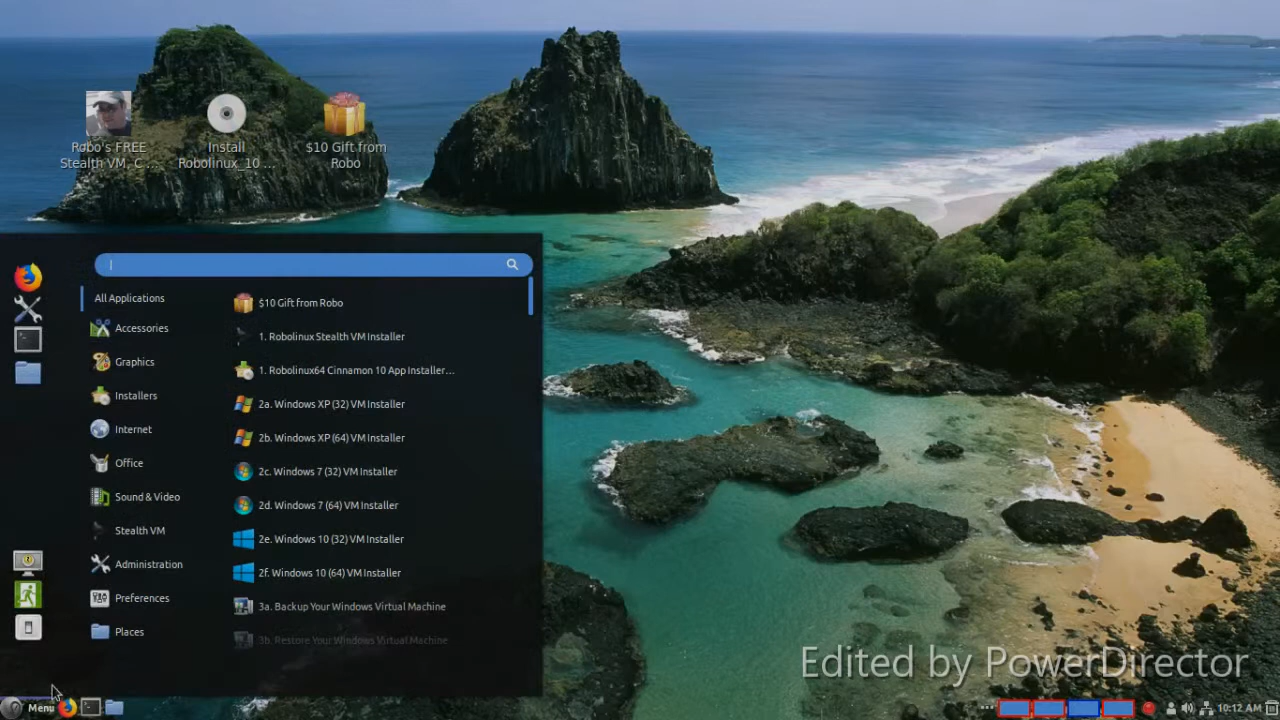 Robo's FREE
Stealth VM, C ...
Install
Robolinux_10 ...
$10 Gift from
Robo
All Applications
Accessories
Graphics
Installers
Internet
Office
Sound & Video
Stealth VM
Administration
Preferences
Places
$10 Gift from Robo
1. Robolinux Stealth VM Installer
1. Robolinux64 Cinnamon 10 App Installer...
2a. Windows XP (32) VM Installer
2b. Windows XP (64) VM Installer
2c. Windows 7 (32) VM Installer
2d. Windows 7 (64) VM Installer
2e. Windows 10 (32) VM Installer
2f. Windows 10 (64) VM Installer
3a. Backup Your Windows Virtual Machine
3b. Restore Your Windows Virtual Machine
Edited by PowerDirector
Menu
10:12 AM